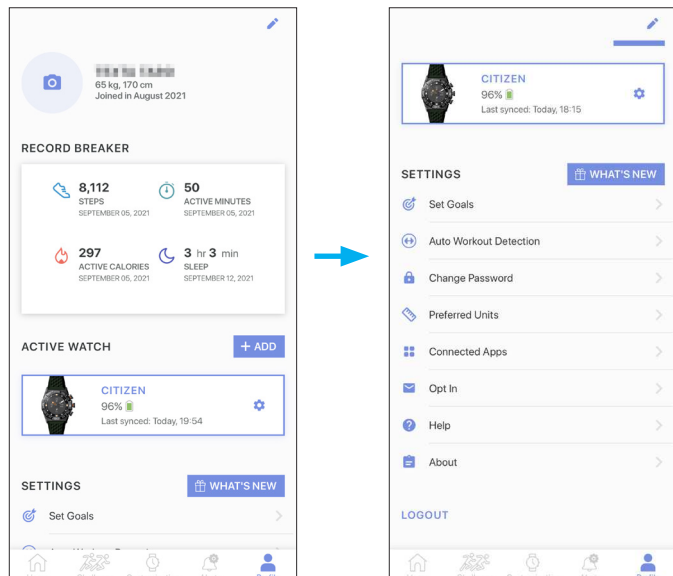 65 kg, 170 cm
Joined in August 2021
RECORD BREAKER
8,112
STEPS
SEPTEMBER 05, 2021
50
ACTIVE MINUTES
SEPTEMBER 05, 2021
297
ACTIVE CALORIES
SEPTEMBER 05, 2021
3 hr 3 min
SLEEP
SEPTEMBER 12, 2021
ACTIVE WATCH
+ ADD
CITIZEN
96%
Last synced: Today, 19:54
SETTINGS
WHAT'S NEW
Set Goals
CITIZEN
96%
Last synced: Today, 18:15
SETTINGS
WHAT'S NEW
Set Goals
Auto Workout Detection
Change Password
Preferred Units
Connected Apps
Opt In
Help
About
LOGOUT